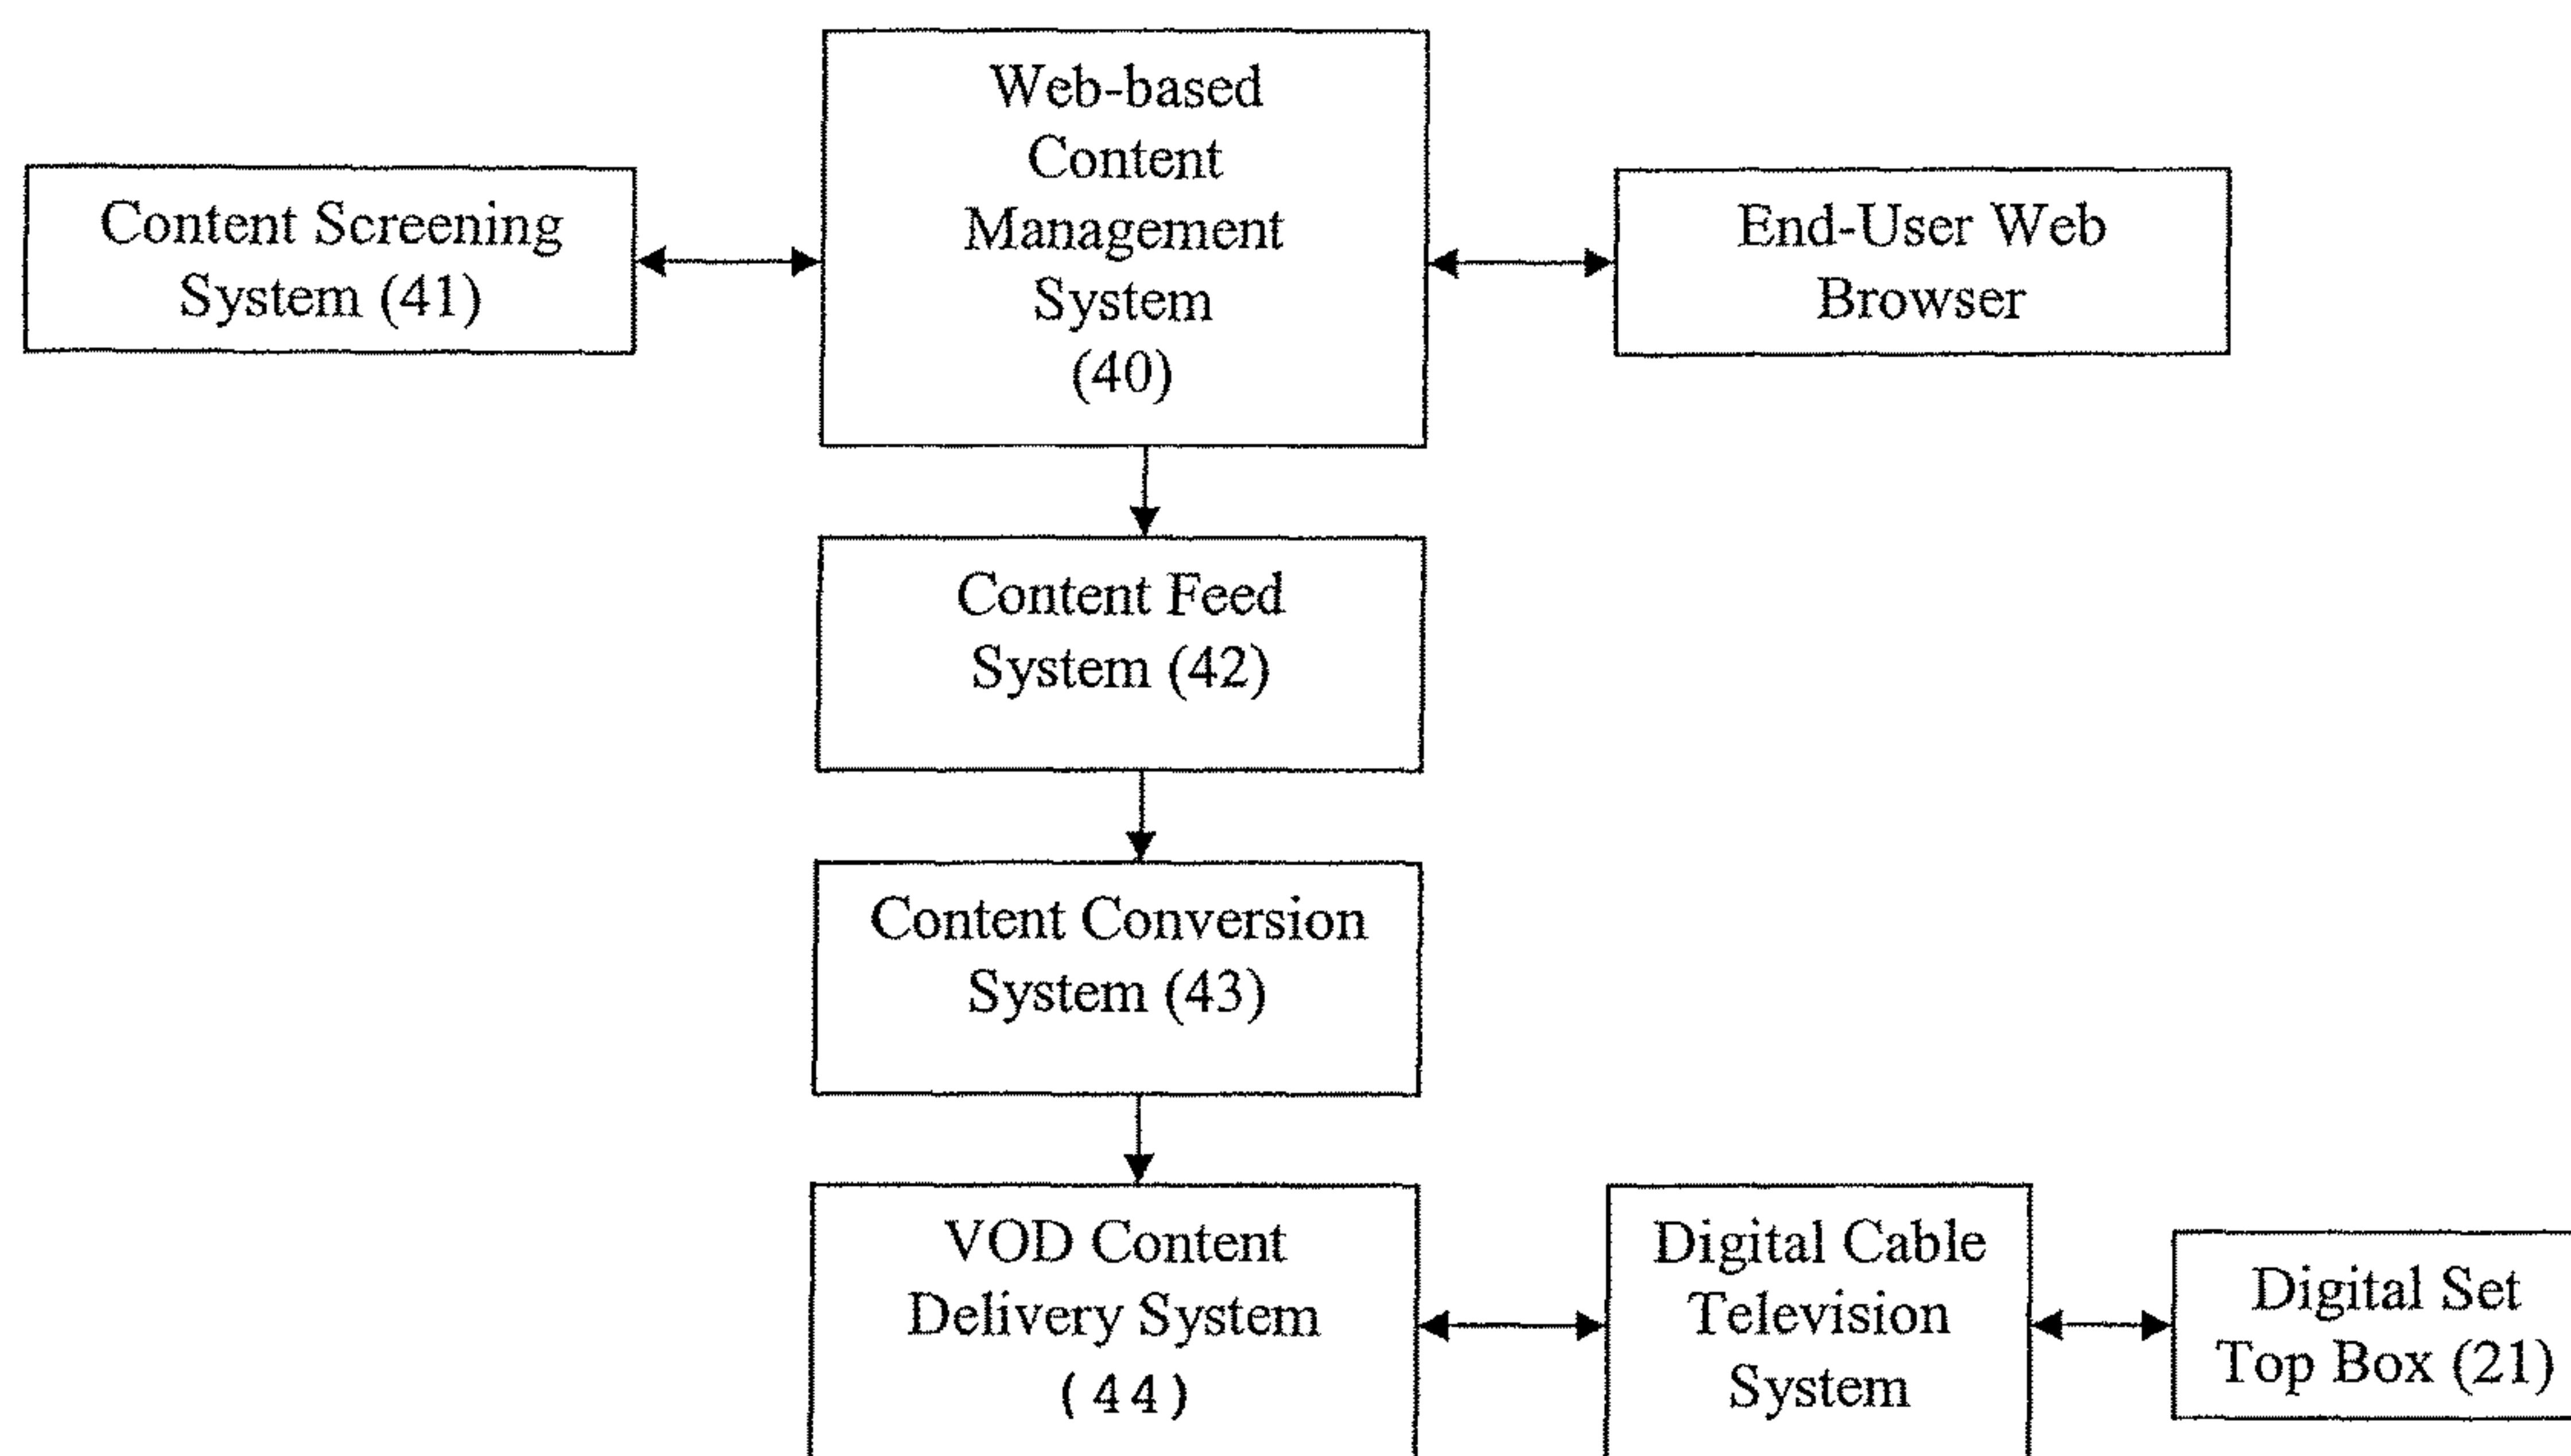 Web-based
Content
Management
System
(40)
Content Screening
System (41)
End-User Web
Browser
Content Feed
System (42)
Content Conversion
System (43)
VOD Content
Delivery System
(44)
Digital Cable
Television
System
Digital Set
Top Box (21)